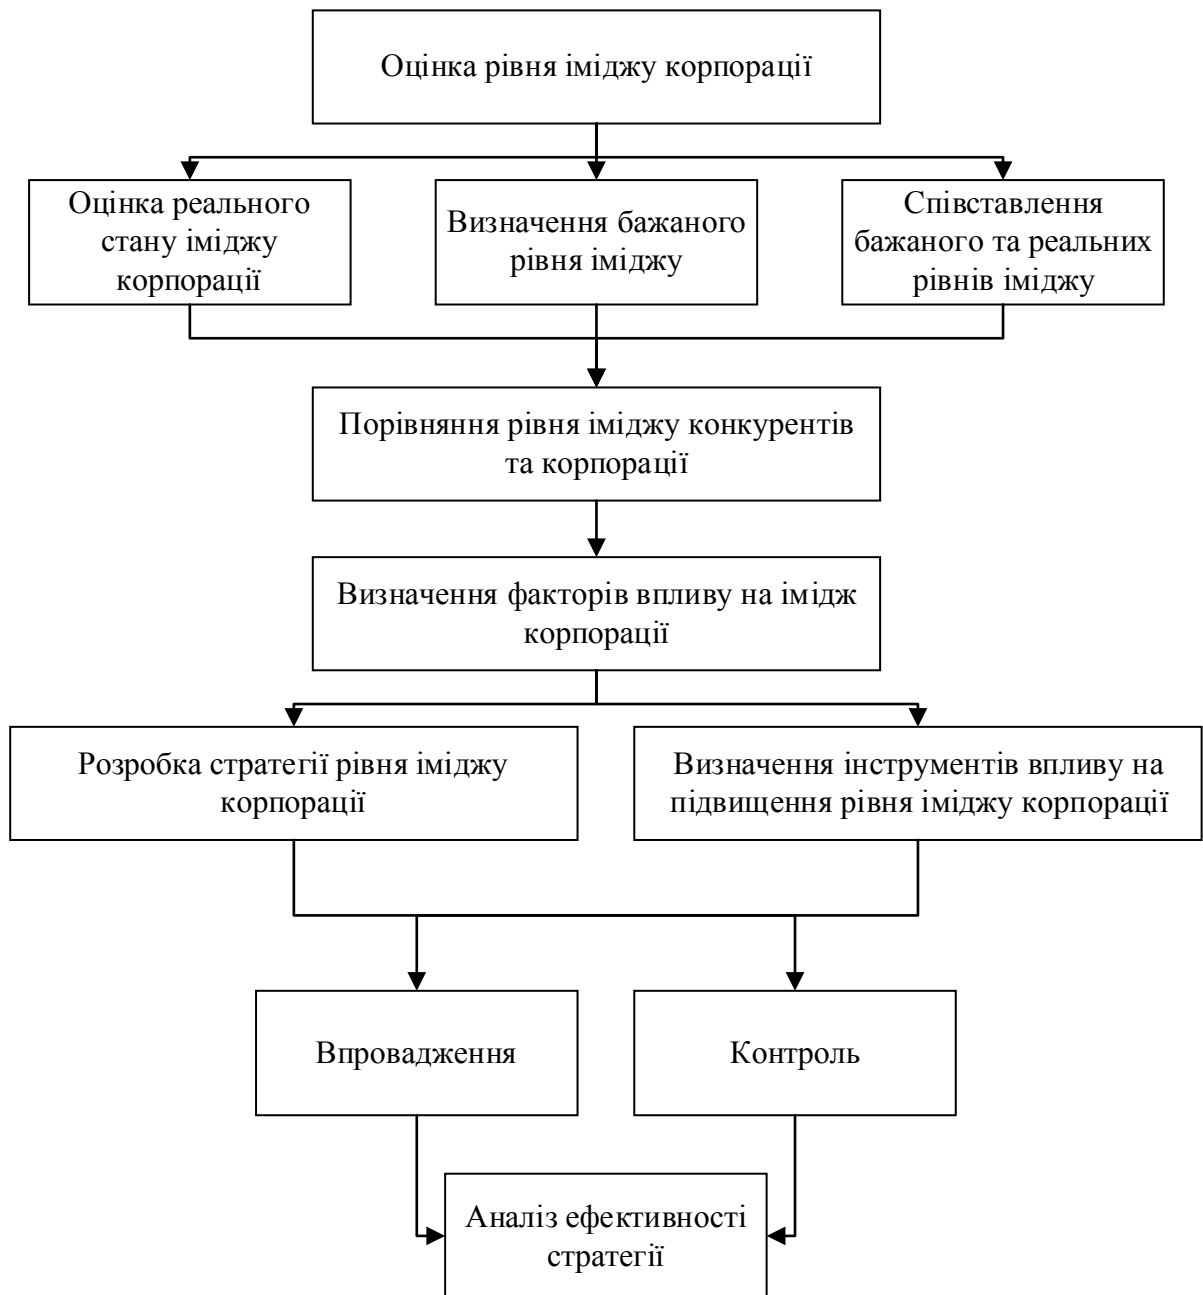 Оцінка рівня іміджу корпорації
Оцінка реального
стану іміджу
корпорації
Визначення бажаного
рівня іміджу
Співставлення
бажаного та реальних
рівнів іміджу
Порівняння рівня іміджу конкурентів
та корпорації
Визначення факторів впливу на імідж
корпорації
Розробка стратегії рівня іміджу
корпорації
Визначення інструментів впливу на
підвищення рівня іміджу корпорації
Впровадження
Контроль
Аналіз ефективності
стратегії